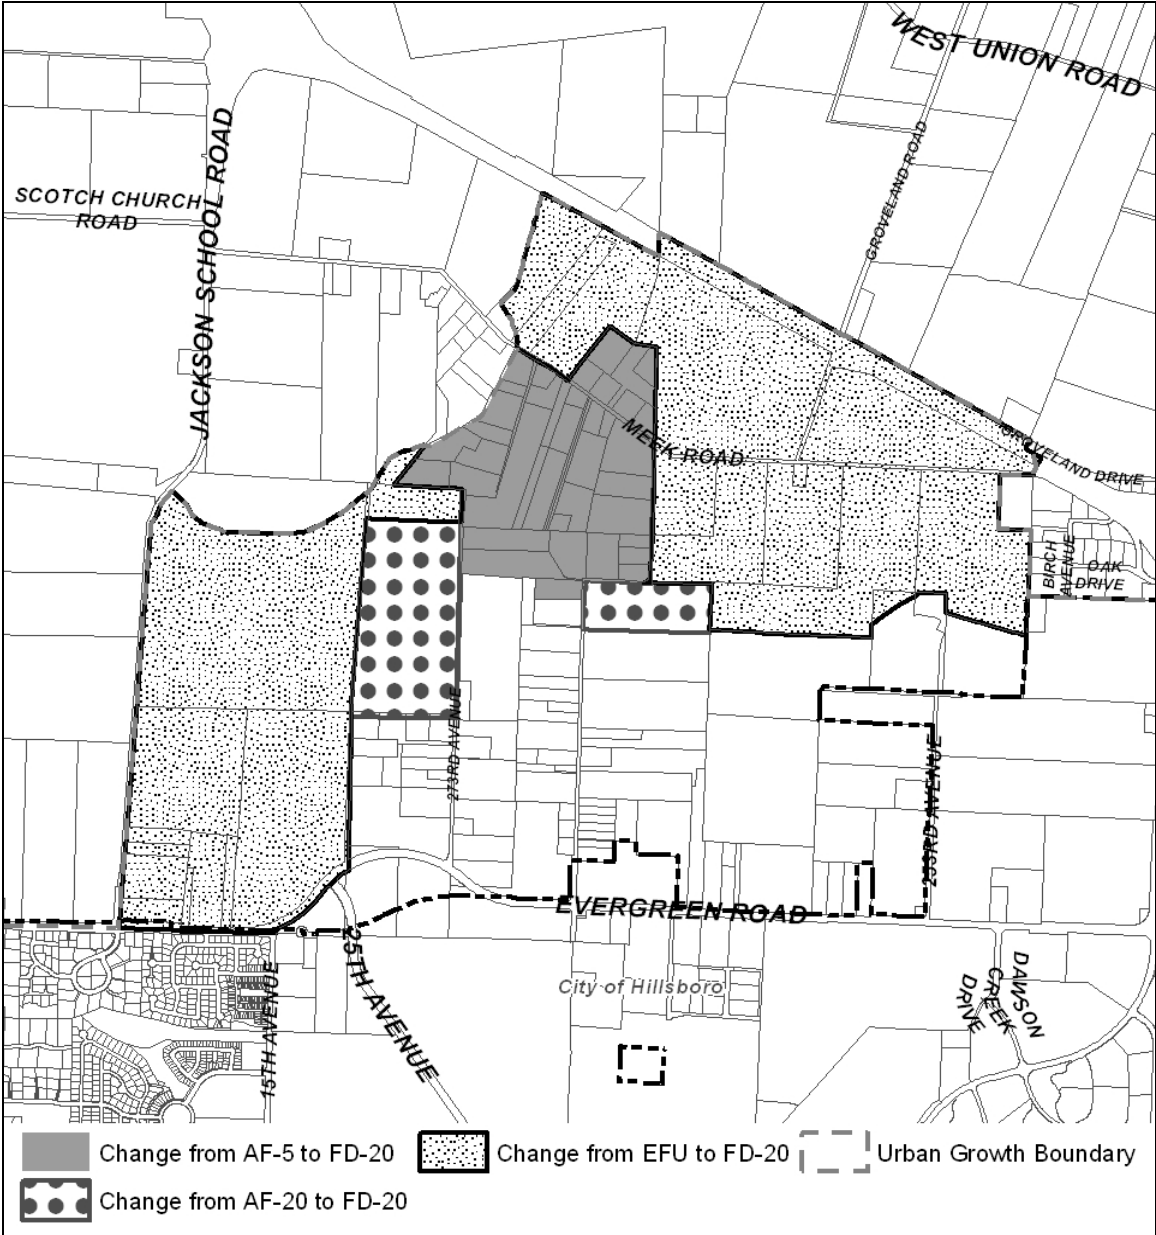 WEST UNION ROAD
GROVELAND ROAD
JACKSON SCHOOL ROAD
SCOTCH CHURCH
ROAD
MEEK ROAD
GROVELAND DRIVE
BIRCH
AVENUE
OAK
DRIVE
273RD AVENUE
253RD AVENUE
EVERGREEN ROAD
25TH AVENUE
15TH AVENUE
City of Hillsboro
DAWSON
CREEK
DRIVE
Change from AF-5 to FD-20
Change from EFU to FD-20
Urban Growth Boundary
Change from AF-20 to FD-20